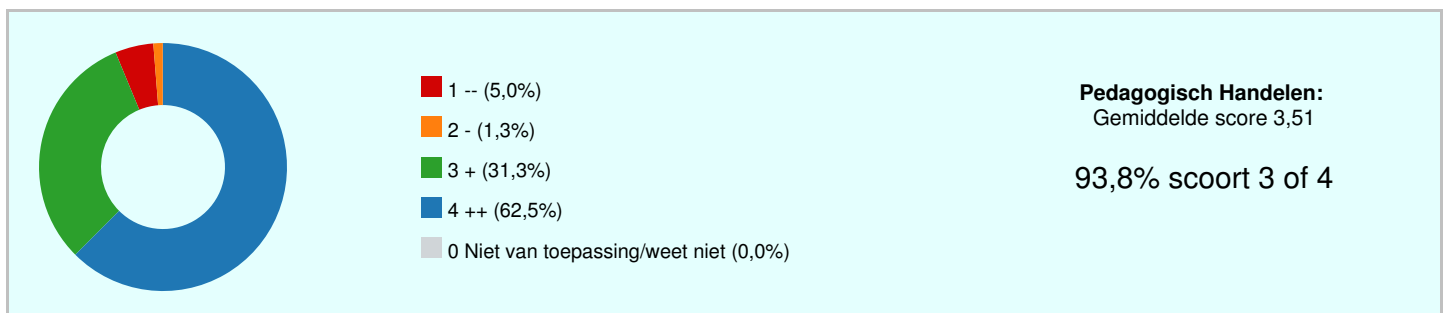 1 -- (5,0%)
2 - (1,3%)
3 + (31,3%)
4 ++ (62,5%)
0 Niet van toepassing/weet niet (0,0%)
Pedagogisch Handelen:
Gemiddelde score 3,51
93,8% scoort 3 of 4